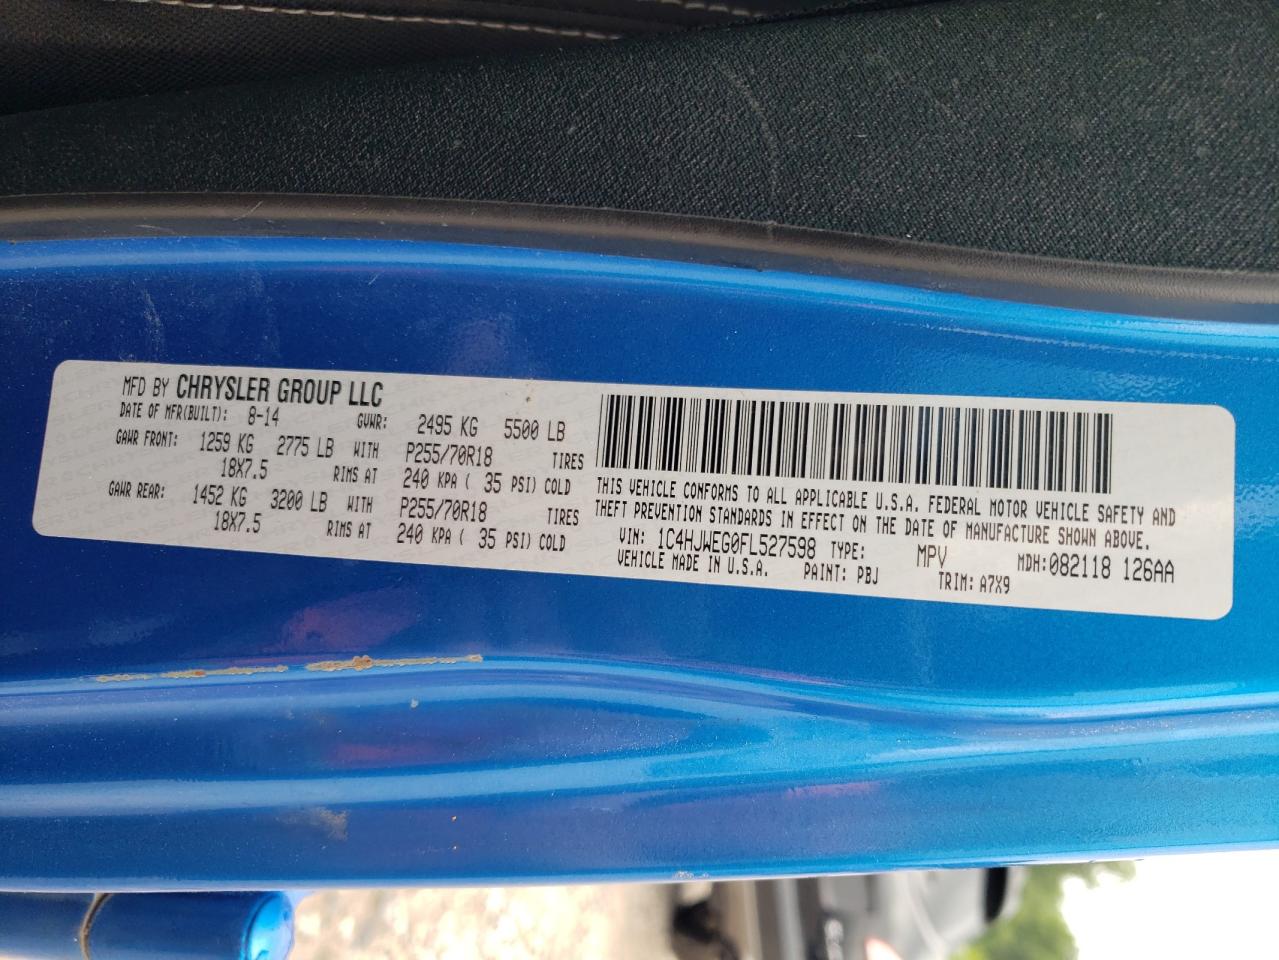 MFD BY CHRYSLER GROUP LLC
DATE OF MFR(BUILT): 8-14 GVWR: 2495 KG 5500 LB
GAWR FRONT: 1259 KG 2775 LB WITH P255/70R18 TIRES
18X7.5 RIMS AT 240 KPA ( 35 PSI) COLD
GAWR REAR: 1452 KG 3200 LB WITH P255/70R18 TIRES
18X7.5 RIMS AT 240 KPA ( 35 PSI) COLD
THIS VEHICLE CONFORMS TO ALL APPLICABLE U.S.A. FEDERAL MOTOR VEHICLE SAFETY AND
THEFT PREVENTION STANDARDS IN EFFECT ON THE DATE OF MANUFACTURE SHOWN ABOVE.
VIN: 1C4HJWEG0FL527598 TYPE: MPV MDH:082118 126AA
VEHICLE MADE IN U.S.A. PAINT: PBJ TRIM: A7X9